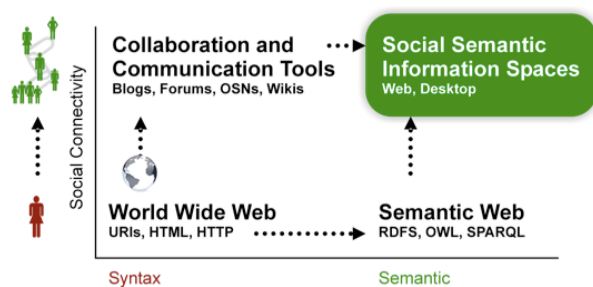 Collaboration and
Communication Tools
Blogs, Forums, OSNs, Wikis
Social Semantic
Information Spaces
Web, Desktop
Social Connectivity
World Wide Web
URIs, HTML, HTTP
Semantic Web
RDFS, OWL, SPARQL
Syntax
Semantic